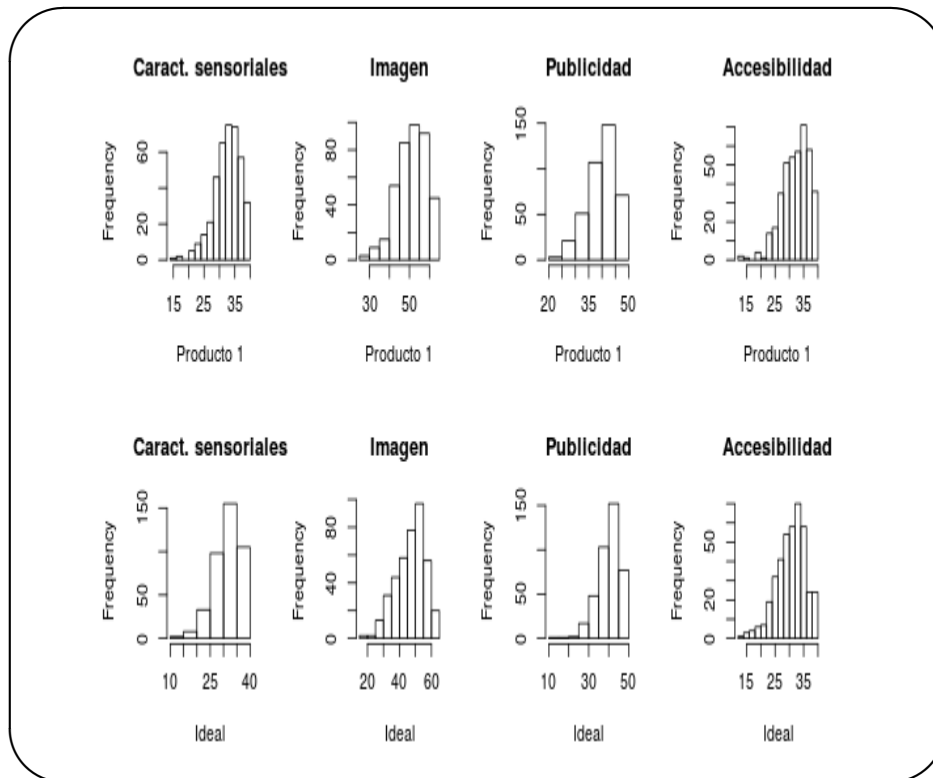 Caract. sensoriales
Frequency
0 20 60
15 25 35
Producto 1
Imagen
Frequency
0 40 80
30 50
Producto 1
Publicidad
Frequency
0 50 150
20 35 50
Producto 1
Accesibilidad
Frequency
0 20 50
15 25 35
Producto 1
Caract. sensoriales
Frequency
0 50 150
10 25 40
Ideal
Imagen
Frequency
0 40 80
20 40 60
Ideal
Publicidad
Frequency
0 50 150
10 30 50
Ideal
Accesibilidad
Frequency
0 20 50
15 25 35
Ideal